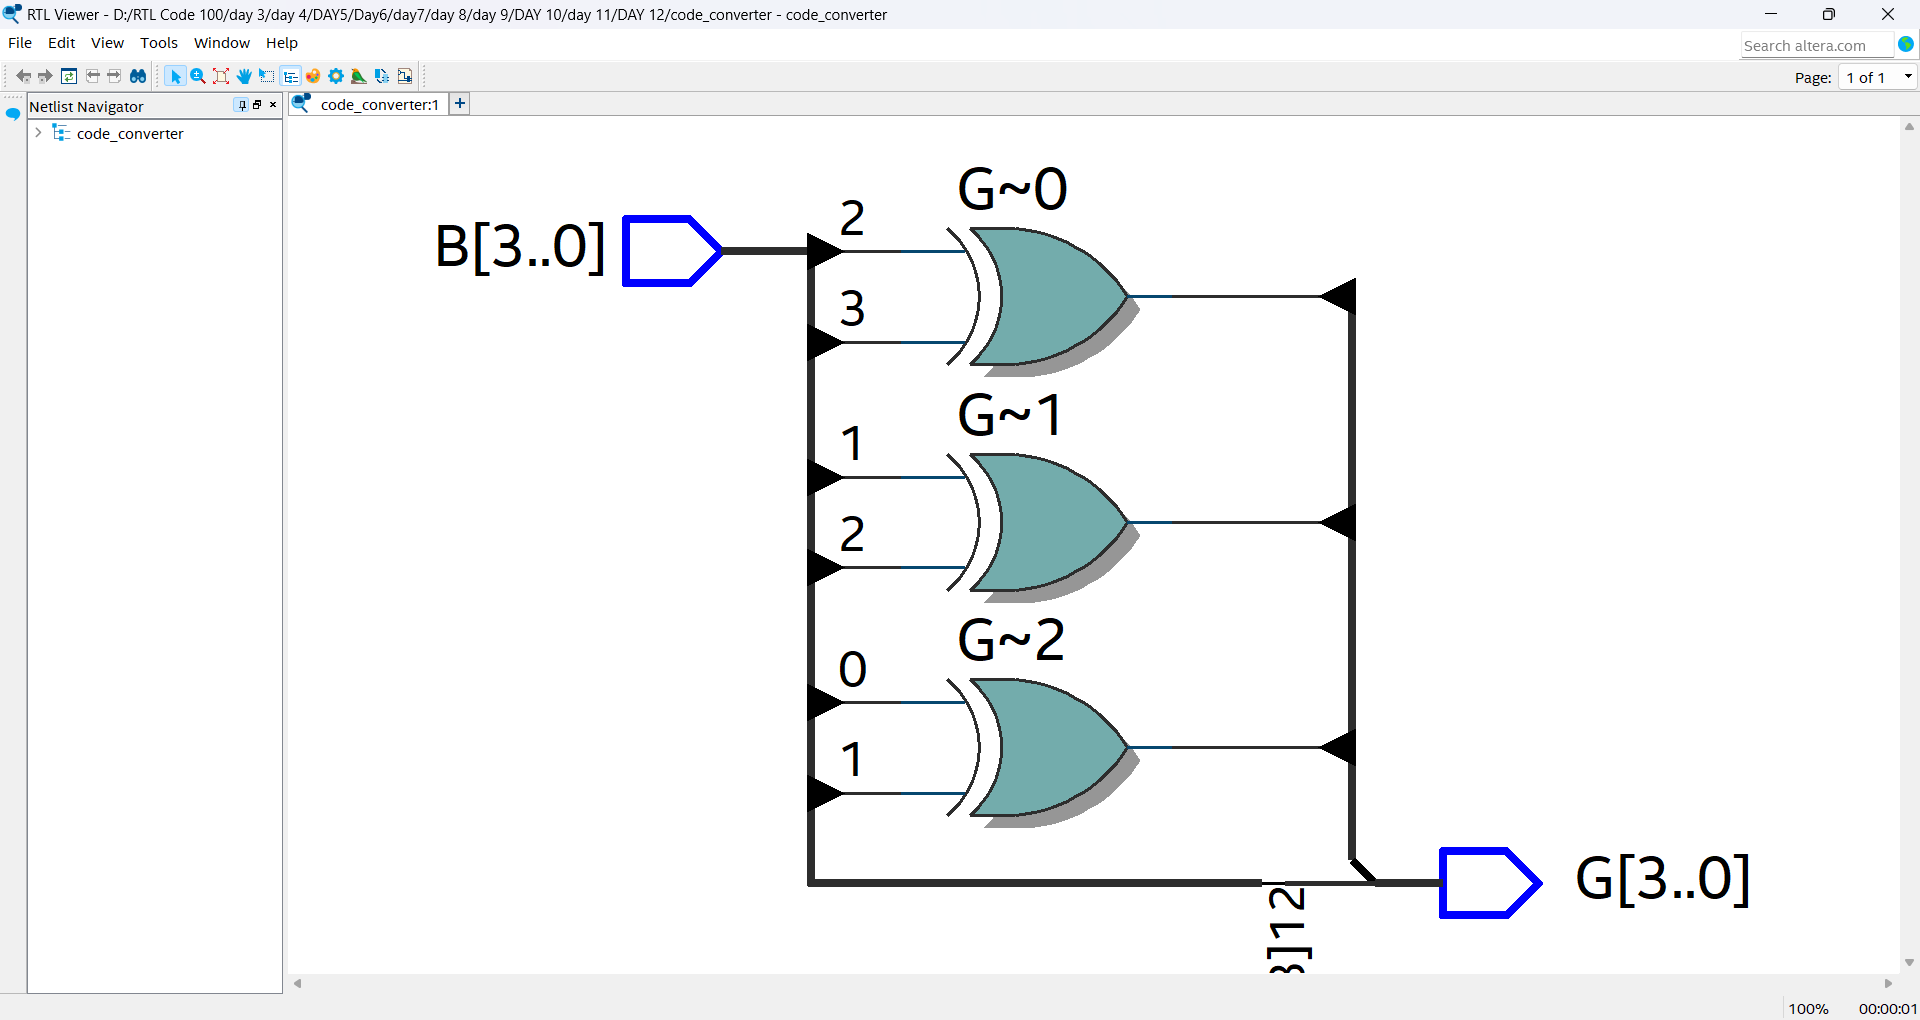 RTL Viewer - D:/RTL Code 100/day 3/day 4/DAY5/Day6/day7/day 8/day 9/DAY 10/day 11/DAY 12/code_converter - code_converter
File Edit View Tools Window Help
Search altera.com
Page: 1 of 1
Netlist Navigator
code_converter:1
code_converter
G~0
2
B[3..0]
3
G~1
1
2
G~2
0
1
G[3..0]
3]12
100% 00:00:01